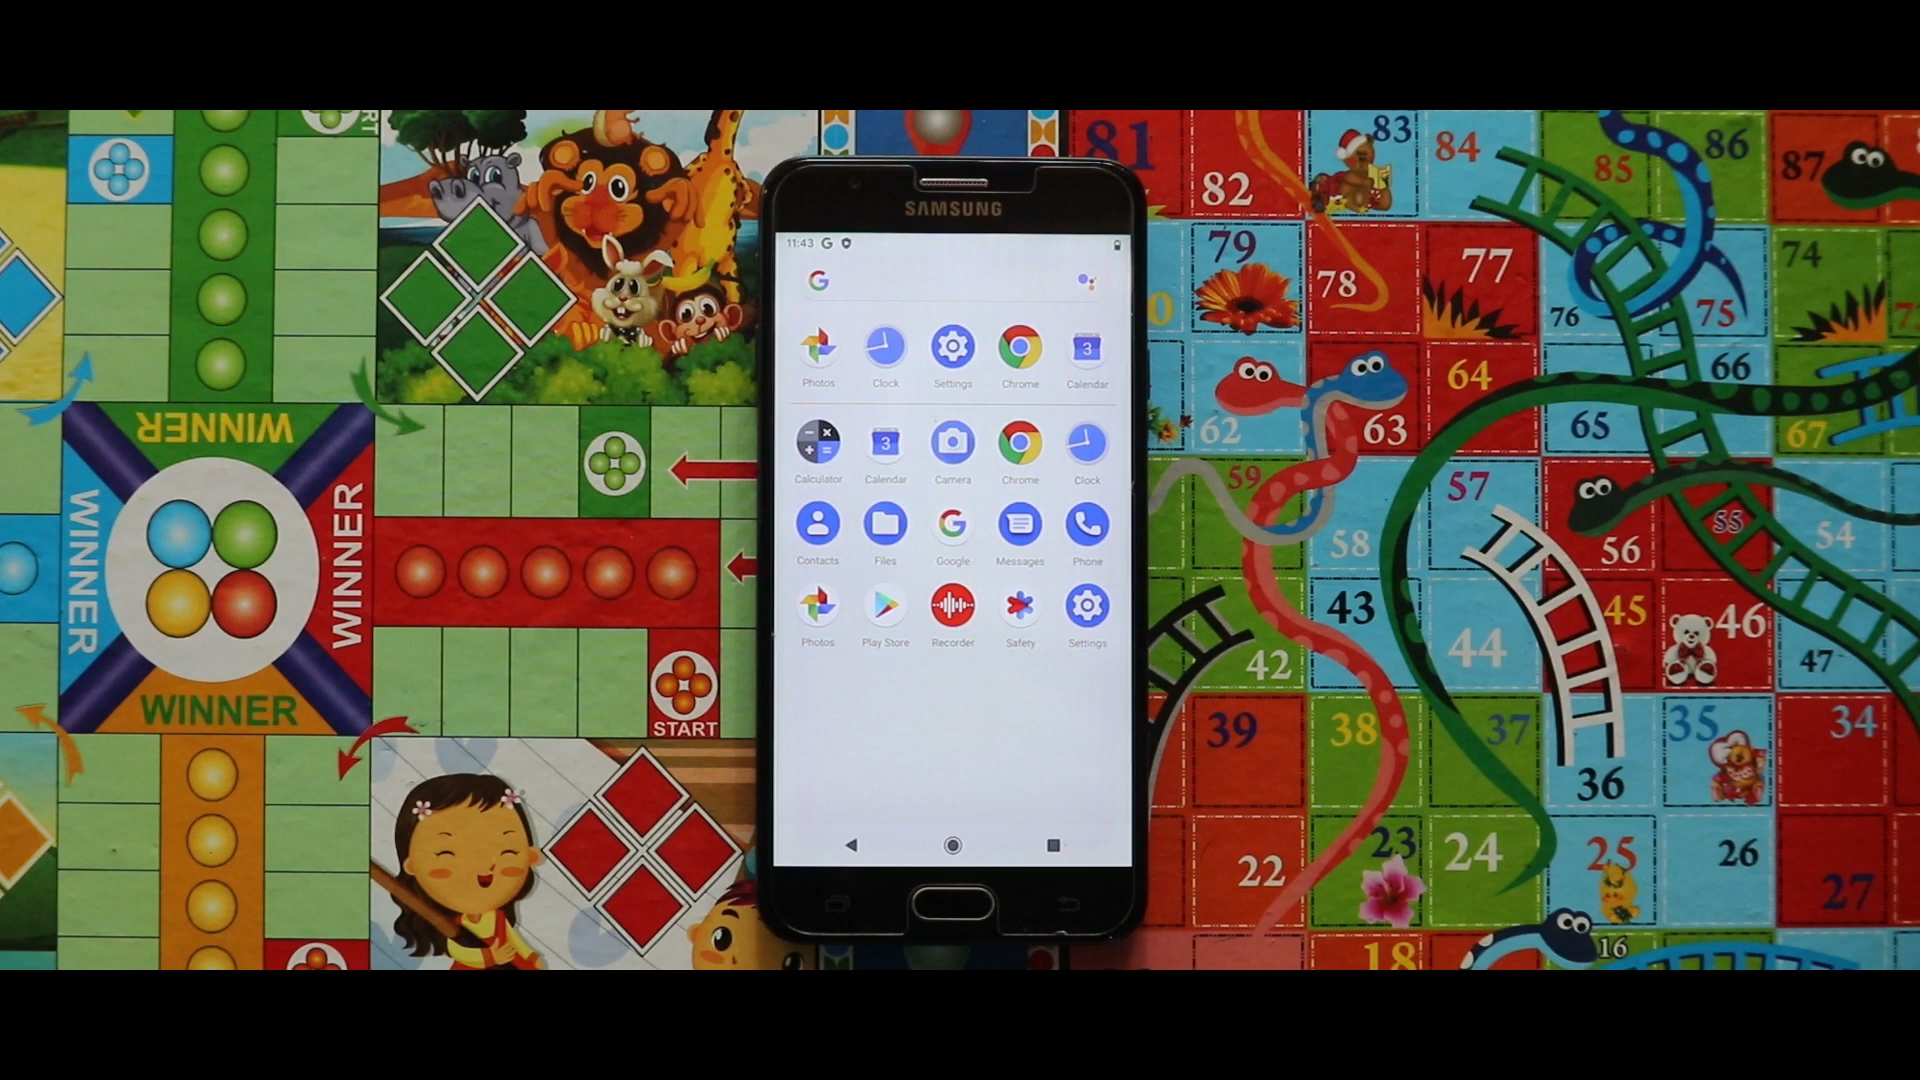 SAMSUNG
11:43
Photos Clock Settings Chrome Calendar
3
Calculator Calendar Camera Chrome Clock
3
Contacts Files Google Messages Phone
Photos Play Store Recorder Safety Settings
WINNER
WINNER
WINNER
WINNER
START
81 82 83 84 85 86 87
79 78 77 76 75 74
62 63 64 65 66 67
59 58 57 56 55 54
42 43 44 45 46 47
39 38 37 36 35 34
22 23 24 25 26 27
18 16